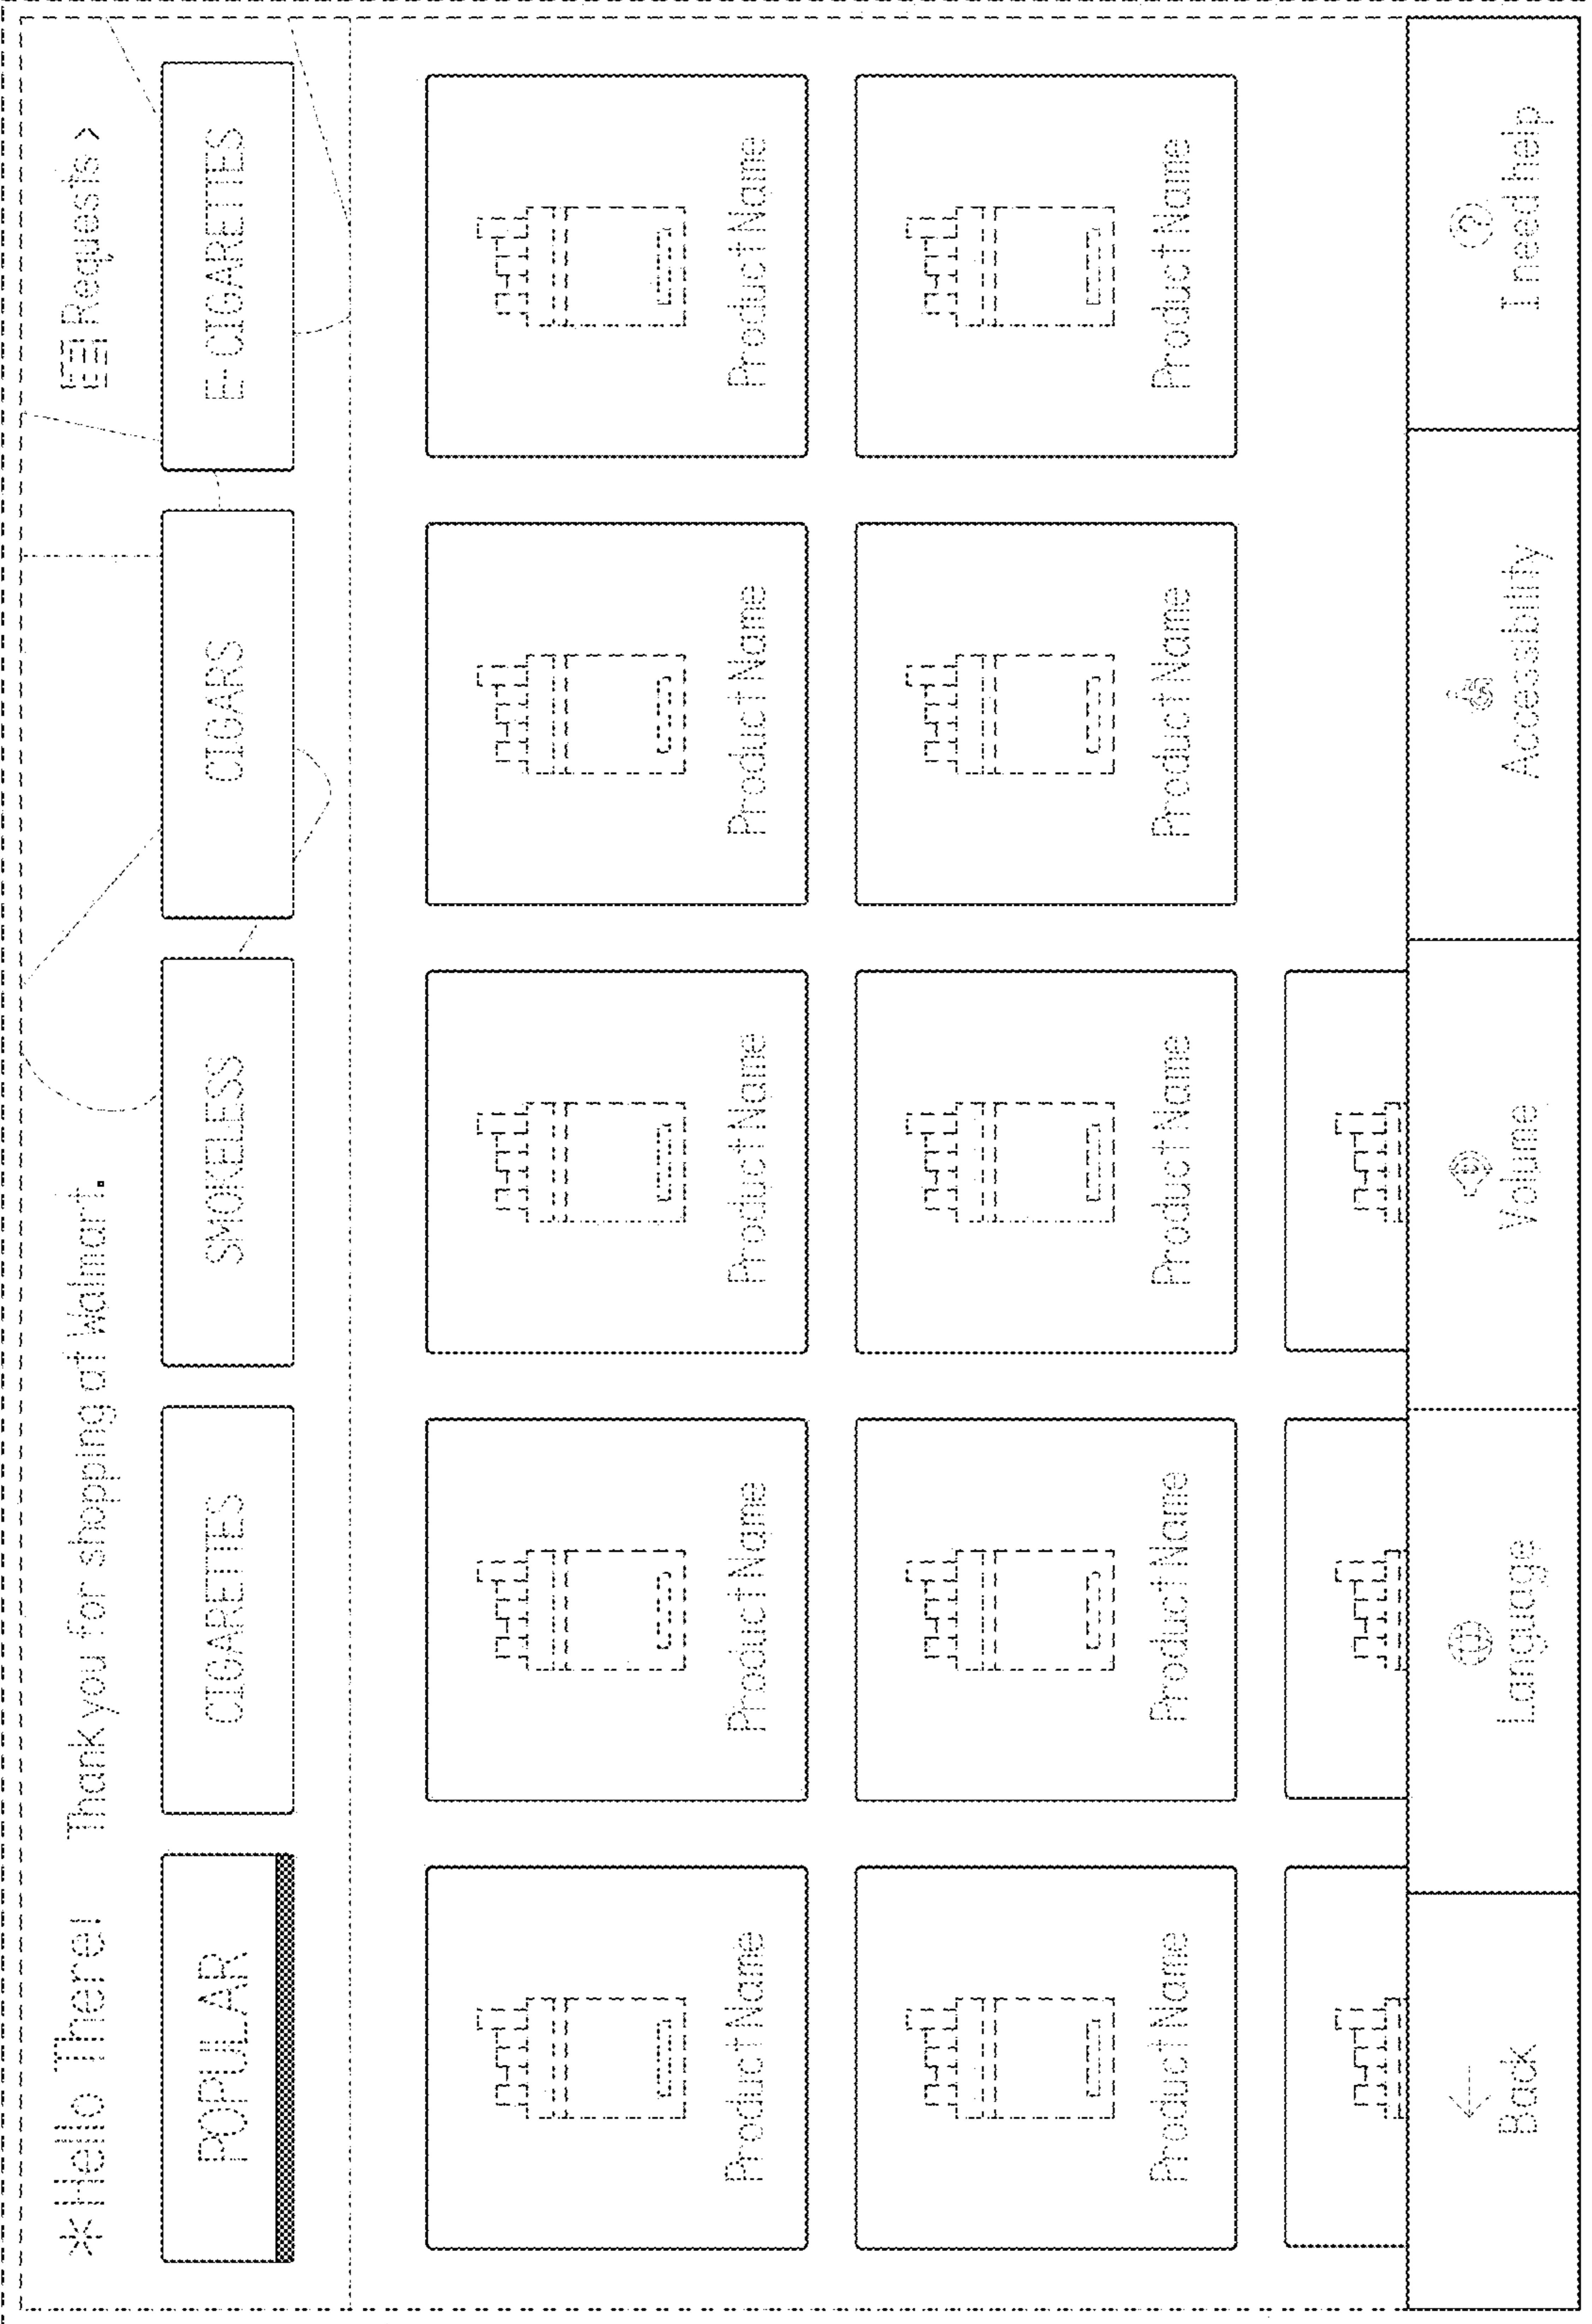 Hello There! Thank you for shopping at Walmart. Requests >
POPULAR CIGARETTES SMOKELESS CIGARS E-CIGARETTES
Product Name Product Name Product Name Product Name Product Name
Product Name Product Name Product Name Product Name Product Name
Back Language Volume Accessibility I need help